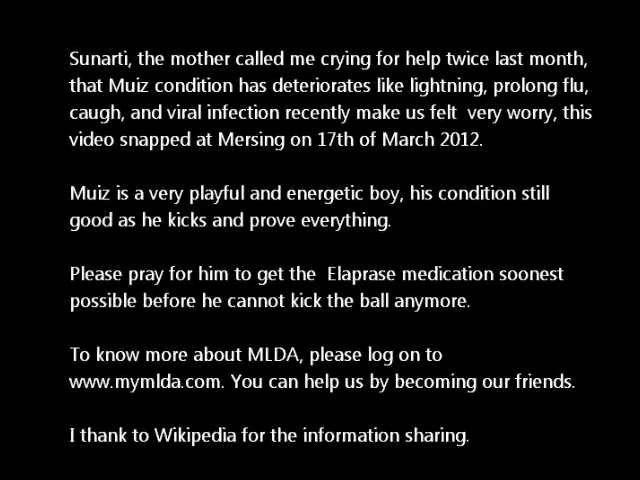 Sunarti, the mother called me crying for help twice last month,
that Muiz condition has deteriorates like lightning, prolong flu,
caugh, and viral infection recently make us felt  very worry, this
video snapped at Mersing on 17th of March 2012.
Muiz is a very playful and energetic boy, his condition still
good as he kicks and prove everything.
Please pray for him to get the  Elaprase medication soonest
possible before he cannot kick the ball anymore.
To know more about MLDA, please log on to
www.mymlda.com. You can help us by becoming our friends.
I thank to Wikipedia for the information sharing.